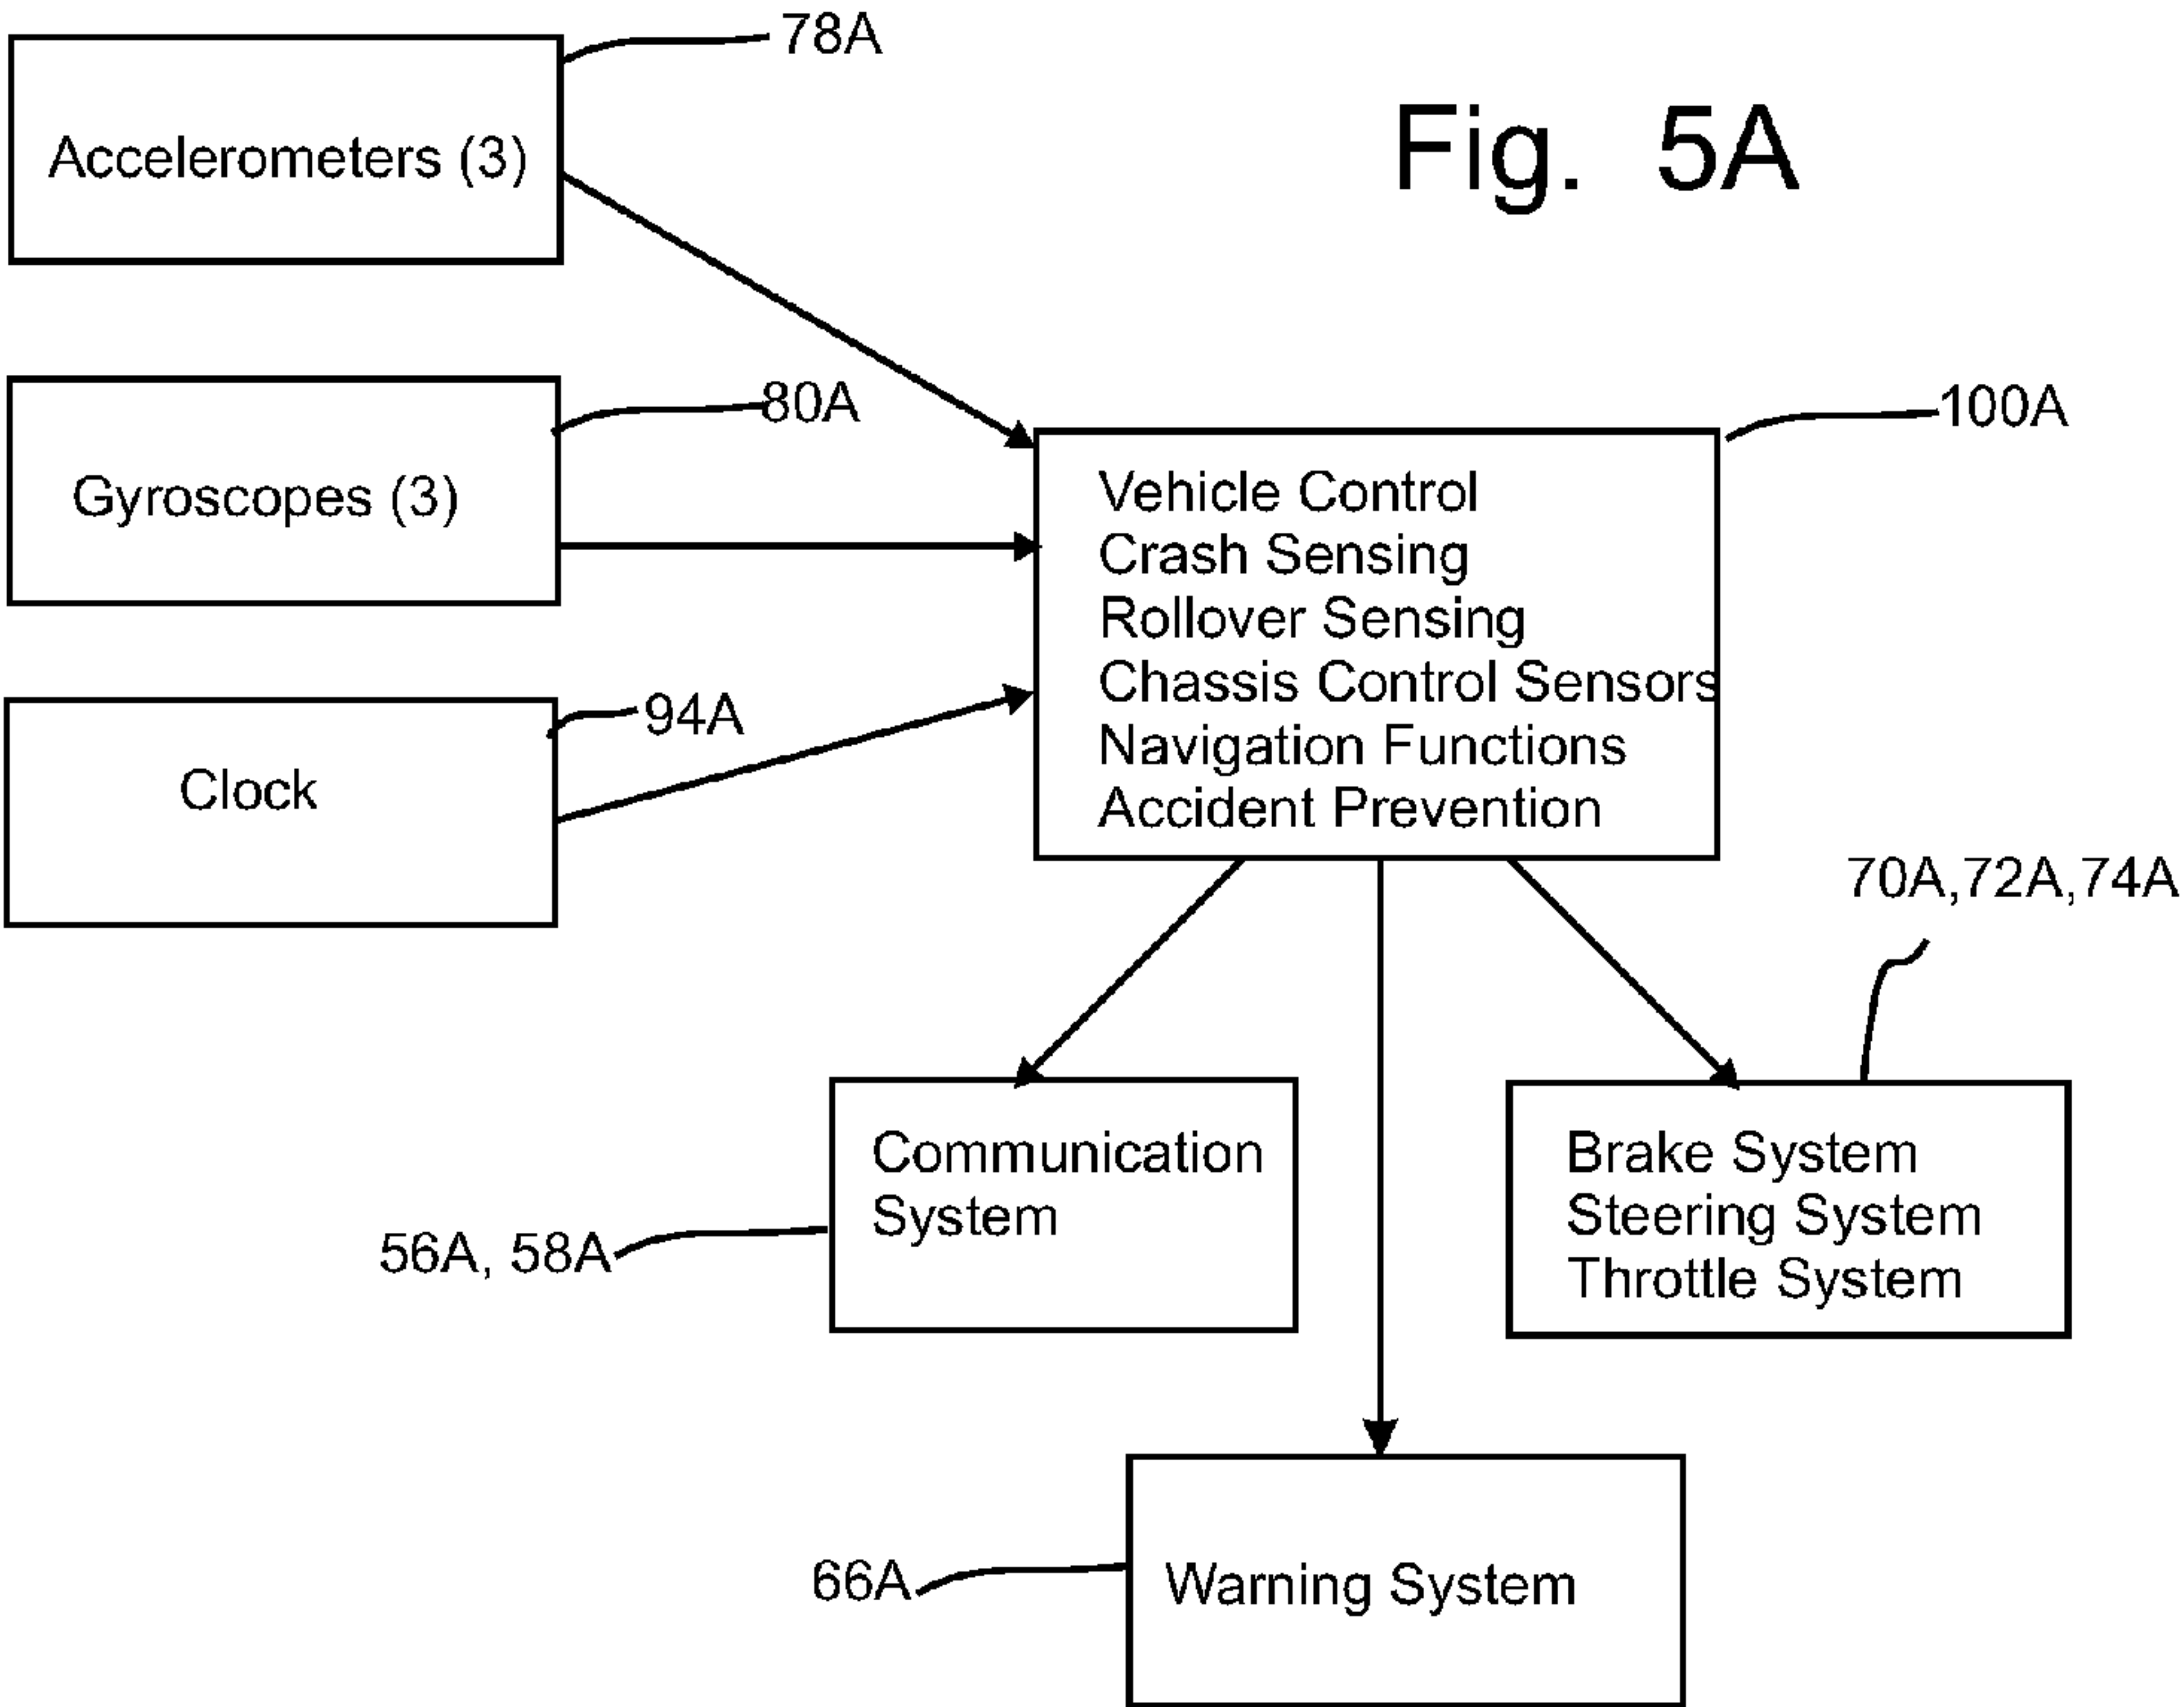 78A
Fig. 5A
Accelerometers (3)
80A
100A
Gyroscopes (3)
Vehicle Control
Crash Sensing
Rollover Sensing
Chassis Control Sensors
Navigation Functions
Accident Prevention
94A
Clock
70A,72A,74A
Communication
System
56A, 58A
Brake System
Steering System
Throttle System
66A
Warning System